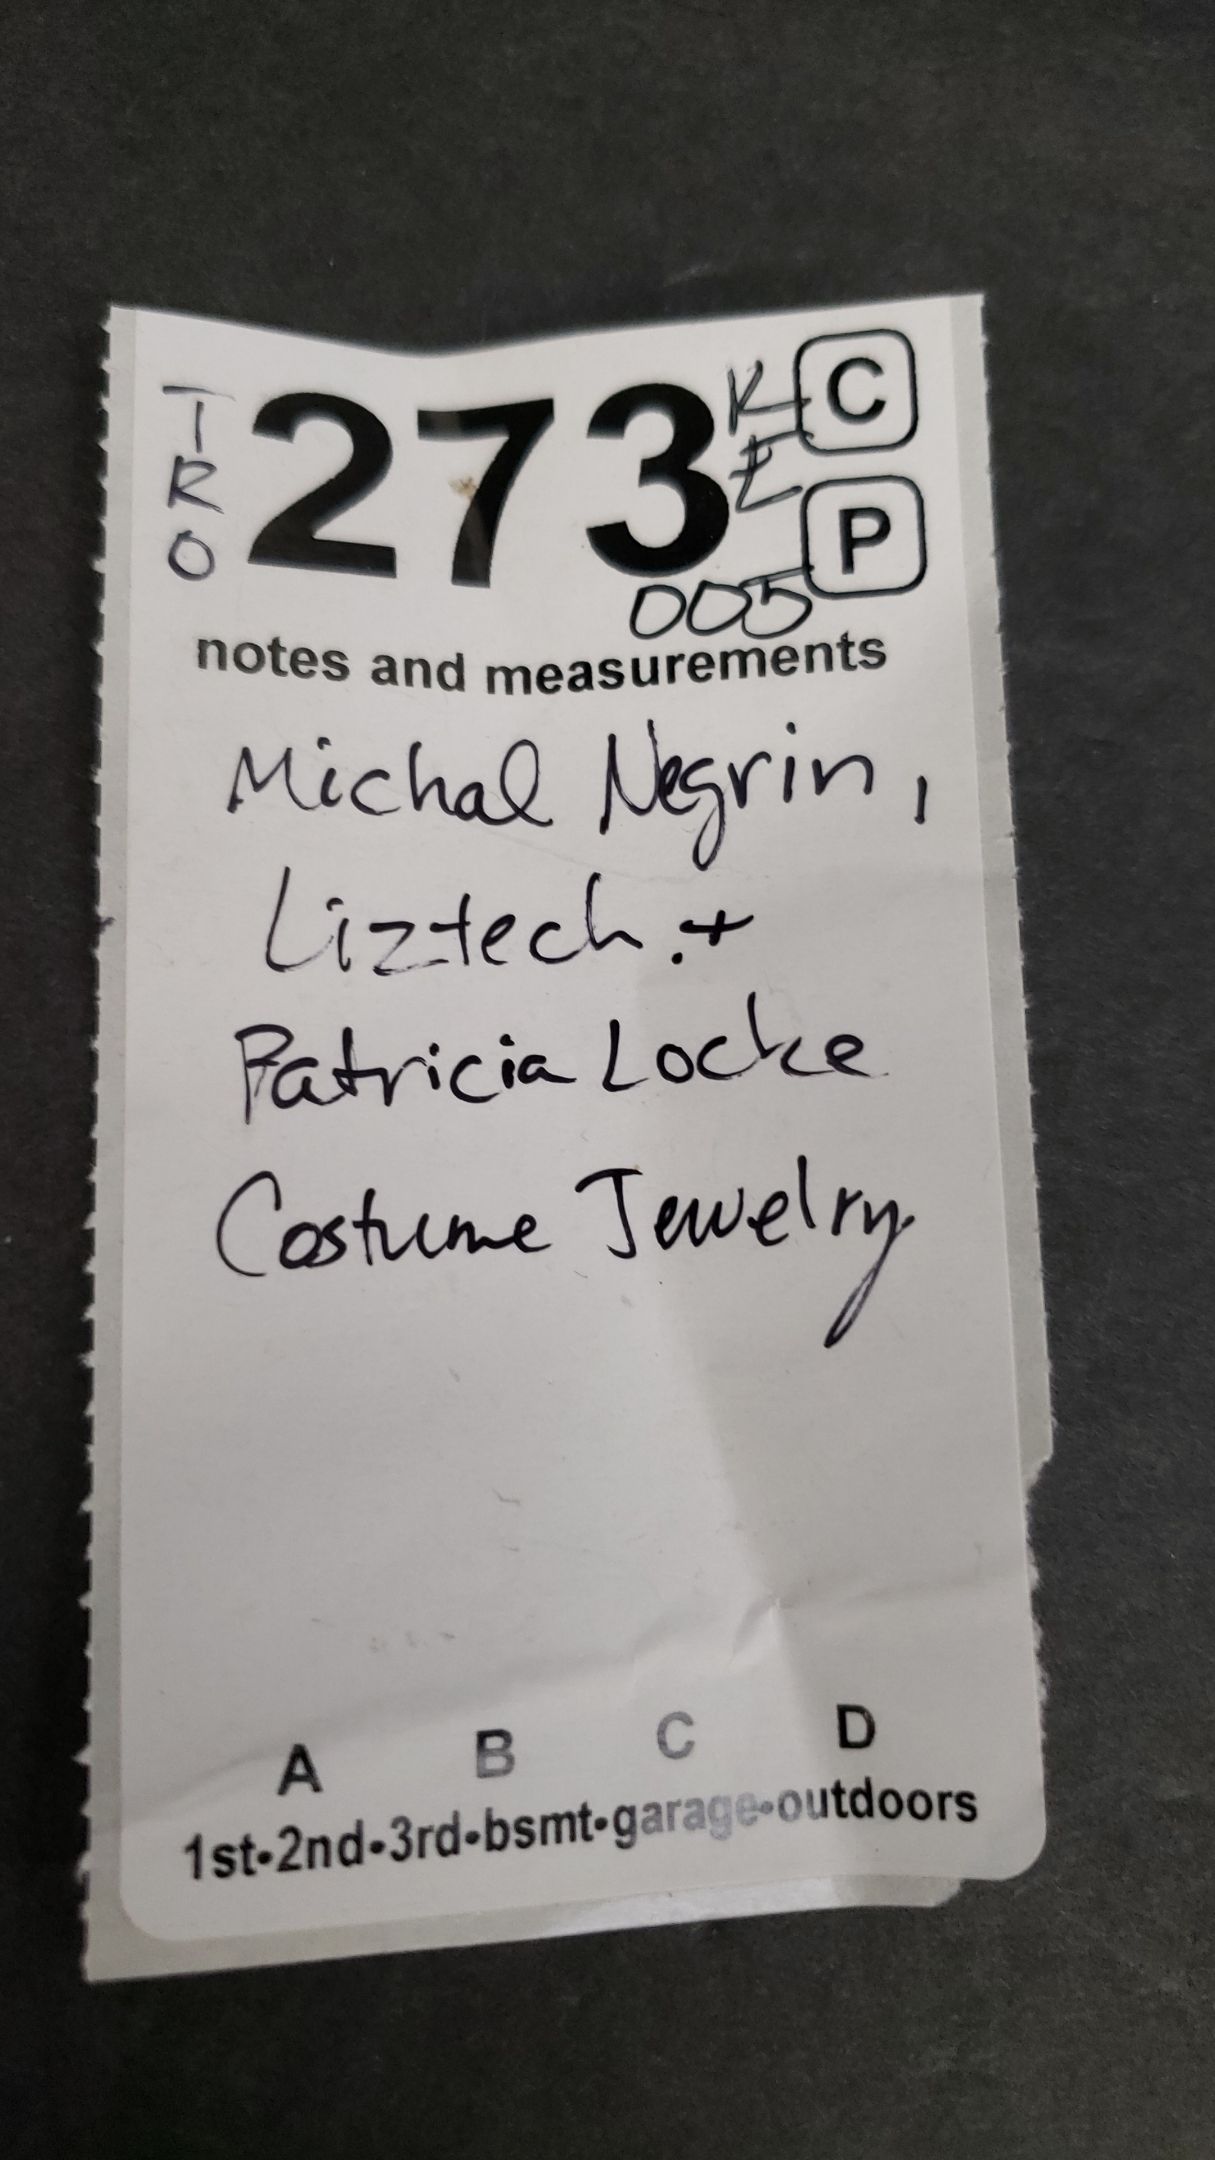 TRO
273
KE
C
P
005
notes and measurements
Michal Negrin,
Liztech.+
Patricia Locke
Costume Jewelry
A B C D
1st•2nd•3rd•bsmt•garage•outdoors